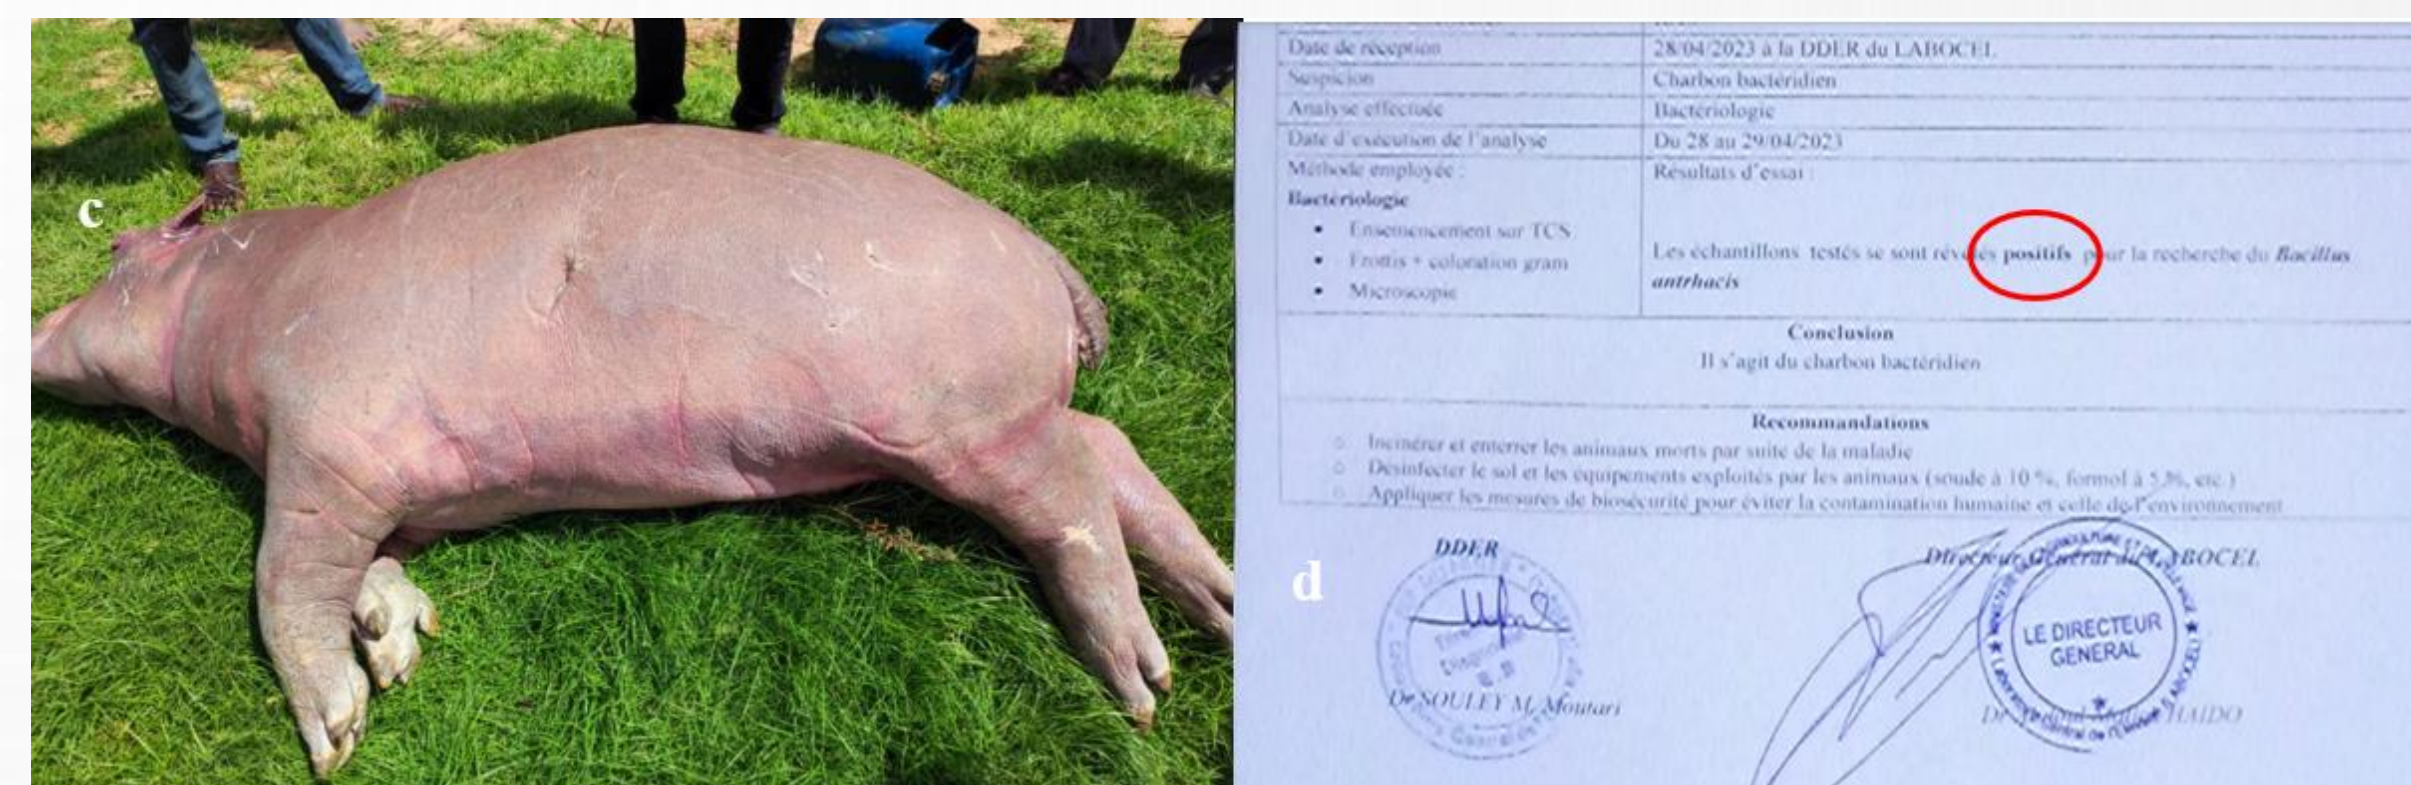 c
Date de réception 28/04/2023 à la DDER du LABOCEL
Suspicion Charbon bactéridien
Analyse effectuée Bactériologie
Date d'exécution de l'analyse Du 28 au 29/04/2023
Méthode employée : Résultats d'essai :
Bactériologie
• Ensemencement sur TCS
• Frottis + coloration gram
• Microscopie
Les échantillons testés se sont révélés positifs pour la recherche du Bacillus
antrhacis
Conclusion
Il s'agit du charbon bactéridien
Recommandations
Incinérer et enterrer les animaux morts par suite de la maladie
Désinfecter le sol et les équipements exploités par les animaux (soude à 10 %, formol à 5 %, etc.)
Appliquer les mesures de biosécurité pour éviter la contamination humaine et celle de l'environnement
d
DDER
Directeur Général du LABOCEL
LE DIRECTEUR
GENERAL
Dr SOULEY M. Moutari
Dr HAIDO